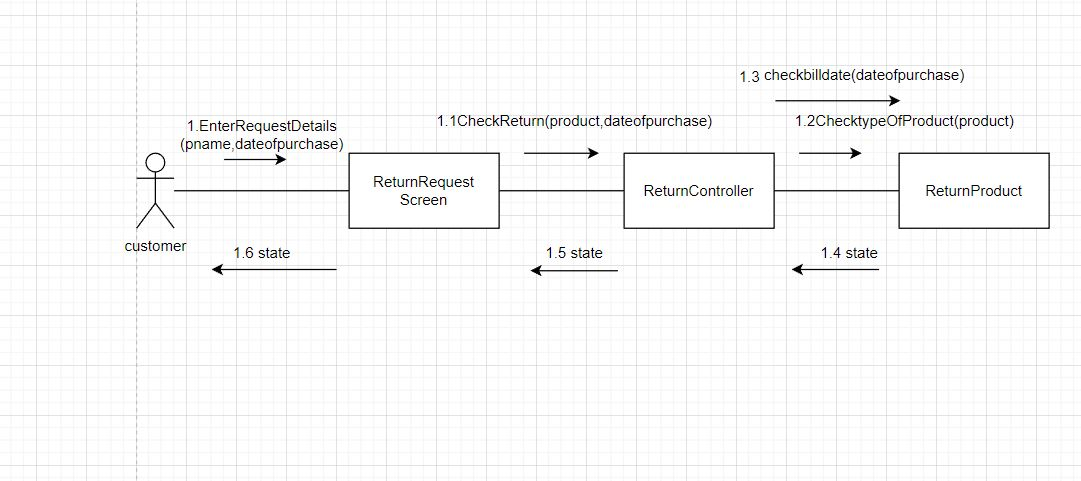 1.3 checkbilldate(dateofpurchase)
1.EnterRequestDetails
(pname,dateofpurchase)
1.1CheckReturn(product,dateofpurchase)
1.2ChecktypeOfProduct(product)
ReturnRequest
Screen
ReturnController
ReturnProduct
customer
1.6 state
1.5 state
1.4 state